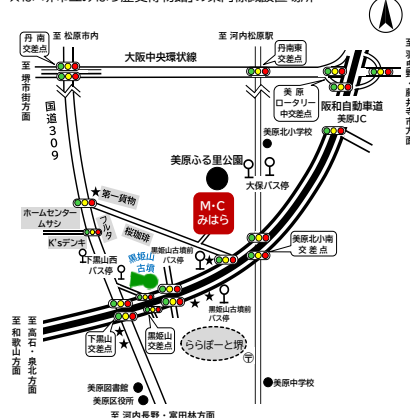 至 松原市内
至 河内松原駅
丹 南
交差点
大阪中央環状線
丹南東
交差点
至 堺市街方面
国道309
美 原
ロータリー
中交差点
阪和自動車道
美原JC
美原北小学校
美原ふる里公園
大保バス停
第一貨物
M・C
みはら
ホームセンター
ムサシ
K'sデンキ
桜珈琲
下黒山西
バス停
黒姫山
古墳
黒姫山古墳前
バス停
美原北小南
交 差 点
黒姫山古墳前
バス停
至 高石・泉北方面
至 和歌山方面
下黒山
交差点
黒姫山
交差点
ららぽーと堺
美原図書館
美原区役所
美原中学校
至 河内長野・富田林方面